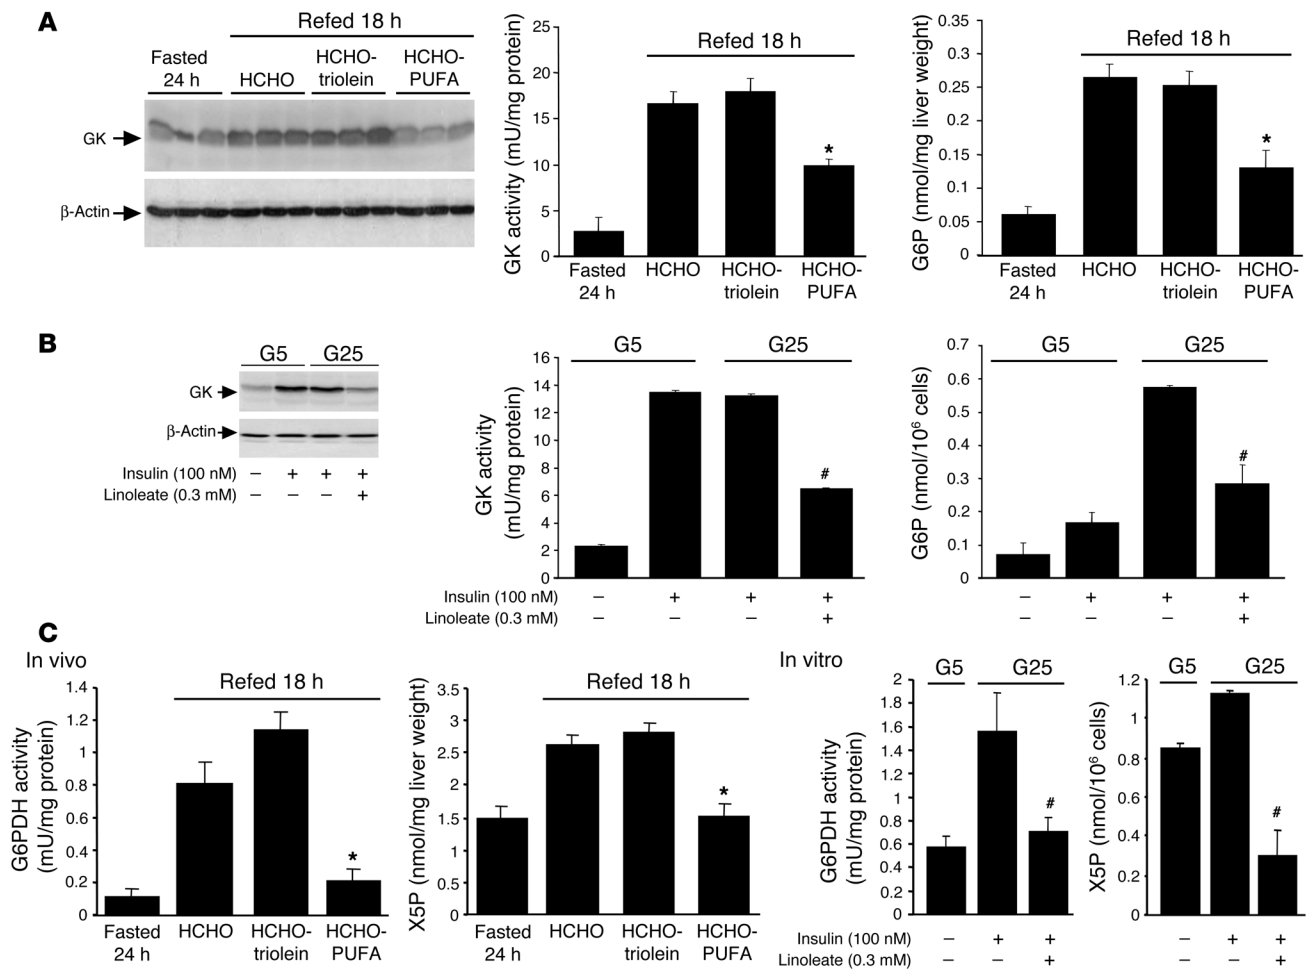 A
Refed 18 h
Fasted
24 h
HCHO
HCHO-
triolein
HCHO-
PUFA
GK
β-Actin
GK activity (mU/mg protein)
25
20
15
10
5
0
Refed 18 h
*
Fasted
24 h
HCHO
HCHO-
triolein
HCHO-
PUFA
G6P (nmol/mg liver weight)
0.35
0.3
0.25
0.2
0.15
0.1
0.05
0
Refed 18 h
*
Fasted
24 h
HCHO
HCHO-
triolein
HCHO-
PUFA
B
G5 G25
GK
β-Actin
Insulin (100 nM) – + + +
Linoleate (0.3 mM) – – – +
GK activity
(mU/mg protein)
16
14
13
10
8
6
4
2
0
G5 G25
#
Insulin (100 nM) – + + +
Linoleate (0.3 mM) – – – +
G6P (nmol/10⁶ cells)
0.7
0.6
0.5
0.4
0.3
0.2
0.1
0
G5 G25
#
– + + +
– – – +
C
In vivo
G6PDH activity
(mU/mg protein)
1.4
1.2
1
0.8
0.6
0.4
0.2
0
Refed 18 h
*
Fasted
24 h
HCHO
HCHO-
triolein
HCHO-
PUFA
X5P (nmol/mg liver weight)
3.5
3
2.5
2
1.5
1
0.5
0
Refed 18 h
*
Fasted
24 h
HCHO
HCHO-
triolein
HCHO-
PUFA
In vitro
G6PDH activity
(mU/mg protein)
2
1.8
1.6
1.4
1.2
2
0.8
0.6
0.4
0.2
0
G5 G25
#
Insulin (100 nM) – + +
Linoleate (0.3 mM) – – +
X5P (nmol/10⁶ cells)
1.2
1
0.8
0.6
0.4
0.2
0
G5 G25
#
– + +
– – +